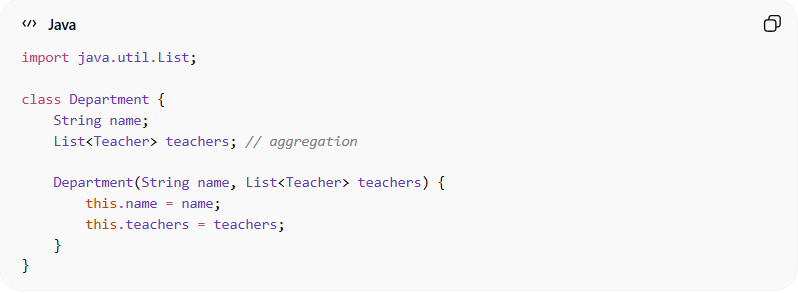 </> Java
import java.util.List;
class Department {
    String name;
    List<Teacher> teachers; // aggregation
    Department(String name, List<Teacher> teachers) {
        this.name = name;
        this.teachers = teachers;
    }
}